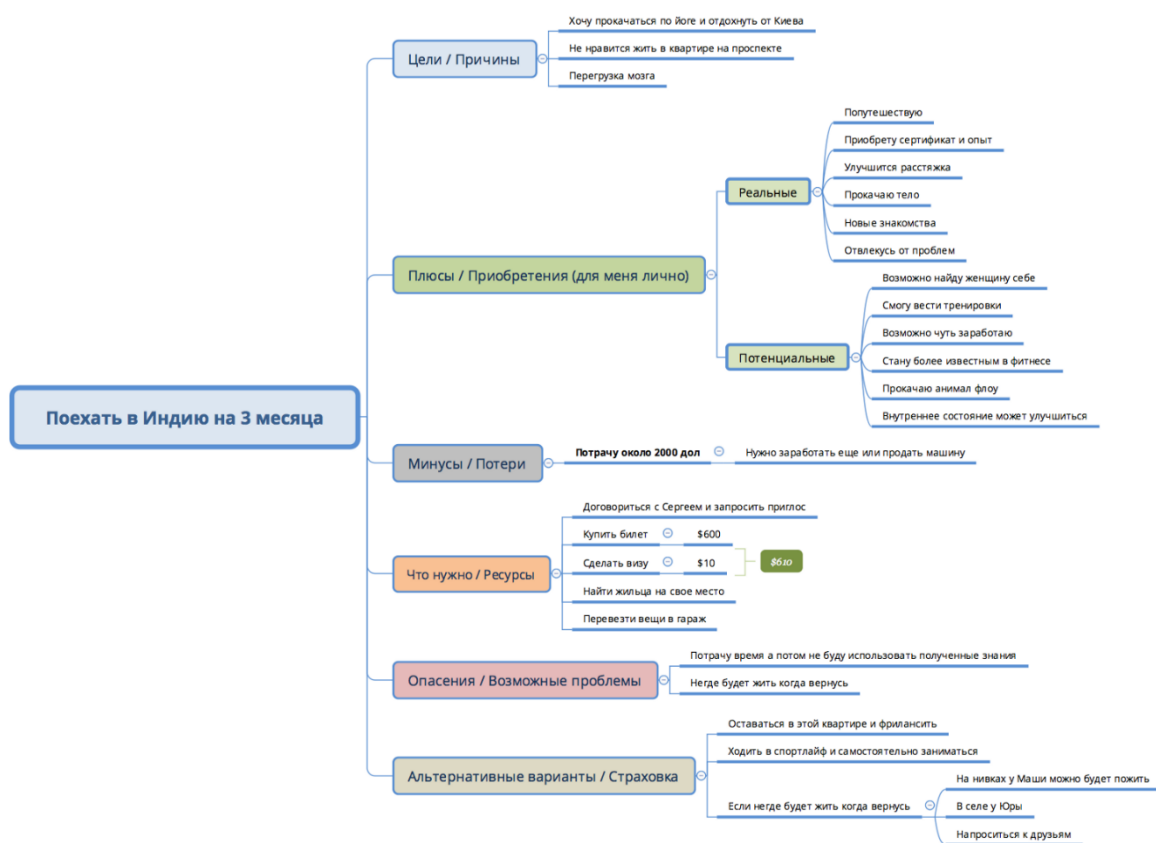 Поехать в Индию на 3 месяца
Цели / Причины
Хочу прокачаться по йоге и отдохнуть от Киева
Не нравится жить в квартире на проспекте
Перегрузка мозга
Плюсы / Приобретения (для меня лично)
Реальные
Попутешествую
Приобрету сертификат и опыт
Улучшится расстяжка
Прокачаю тело
Новые знакомства
Отвлекусь от проблем
Потенциальные
Возможно найду женщину себе
Смогу вести тренировки
Возможно чуть заработаю
Стану более известным в фитнесе
Прокачаю анимал флоу
Внутреннее состояние может улучшиться
Минусы / Потери
Потрачу около 2000 дол
Нужно заработать еще или продать машину
Что нужно / Ресурсы
Договориться с Сергеем и запросить приглос
Купить билет
$600
Сделать визу
$10
$610
Найти жильца на свое место
Перевезти вещи в гараж
Опасения / Возможные проблемы
Потрачу время а потом не буду использовать полученные знания
Негде будет жить когда вернусь
Альтернативные варианты / Страховка
Оставаться в этой квартире и фрилансить
Ходить в спортлайф и самостоятельно заниматься
Если негде будет жить когда вернусь
На нивках у Маши можно будет пожить
В селе у Юры
Напроситься к друзьям